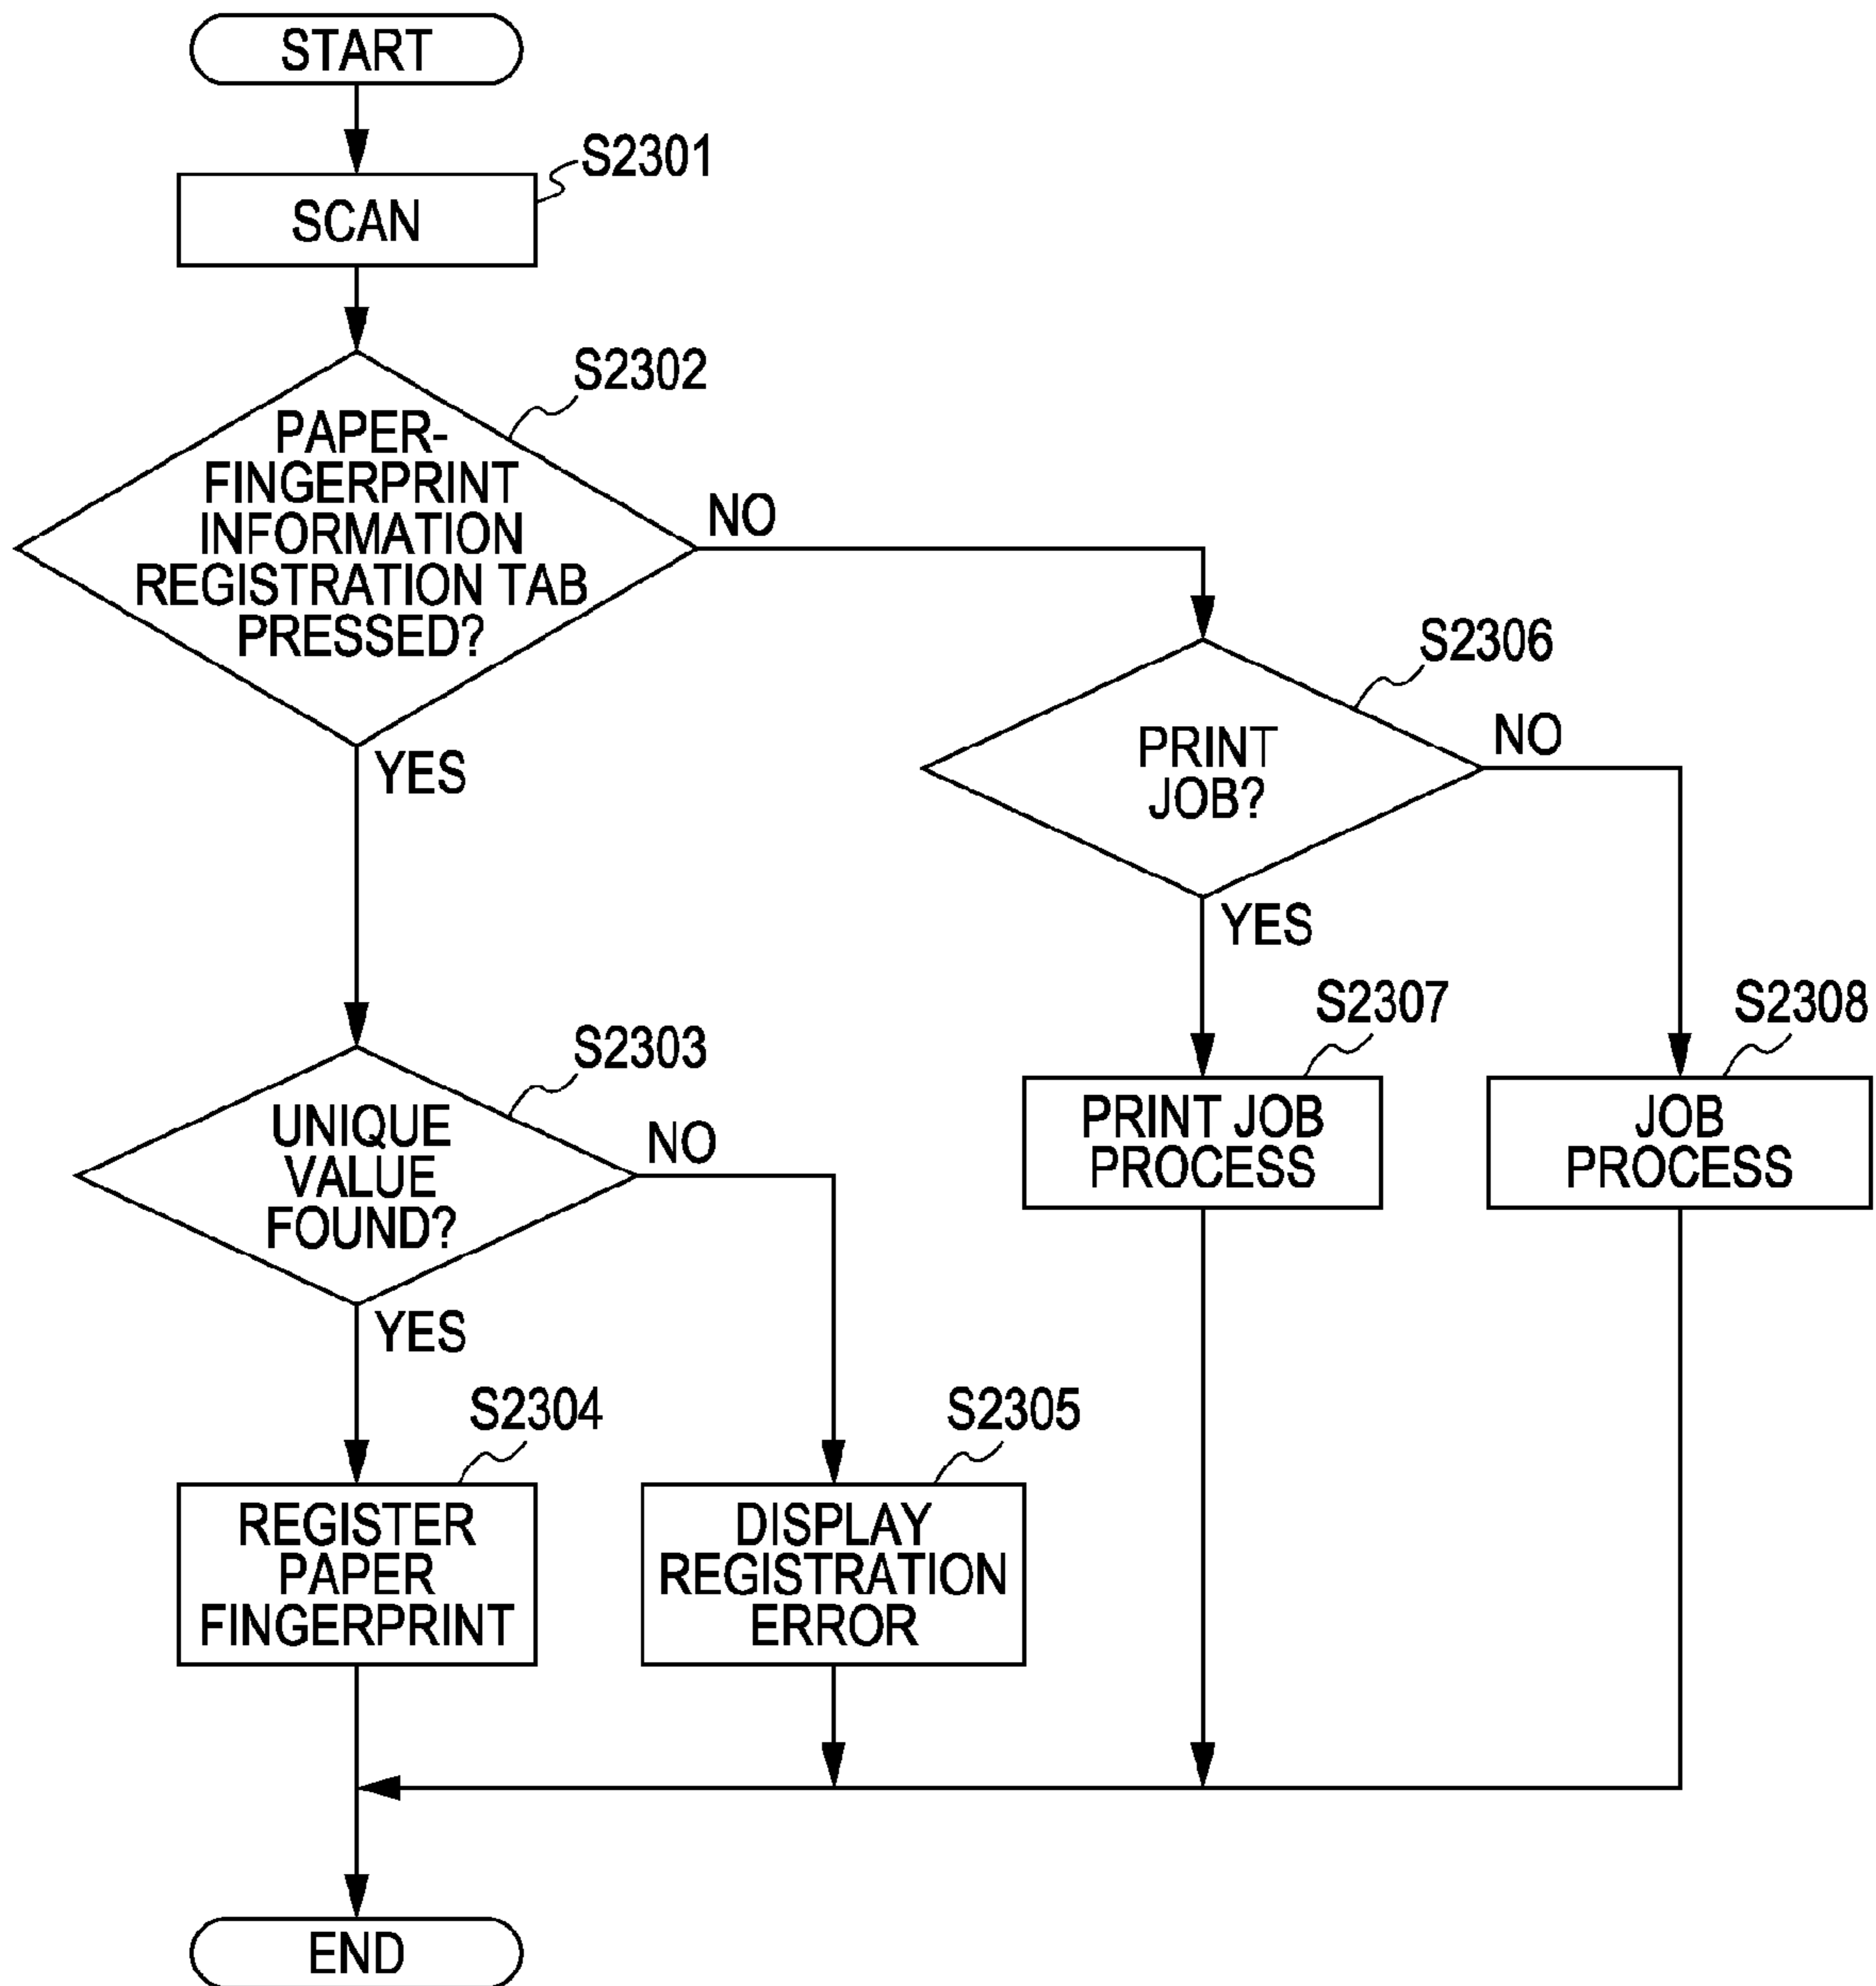 START
S2301
SCAN
S2302
PAPER-
FINGERPRINT
INFORMATION
REGISTRATION TAB
PRESSED?
NO
YES
S2306
PRINT
JOB?
NO
YES
S2303
UNIQUE
VALUE
FOUND?
NO
YES
S2307
PRINT JOB
PROCESS
S2308
JOB
PROCESS
S2304
REGISTER
PAPER
FINGERPRINT
S2305
DISPLAY
REGISTRATION
ERROR
END